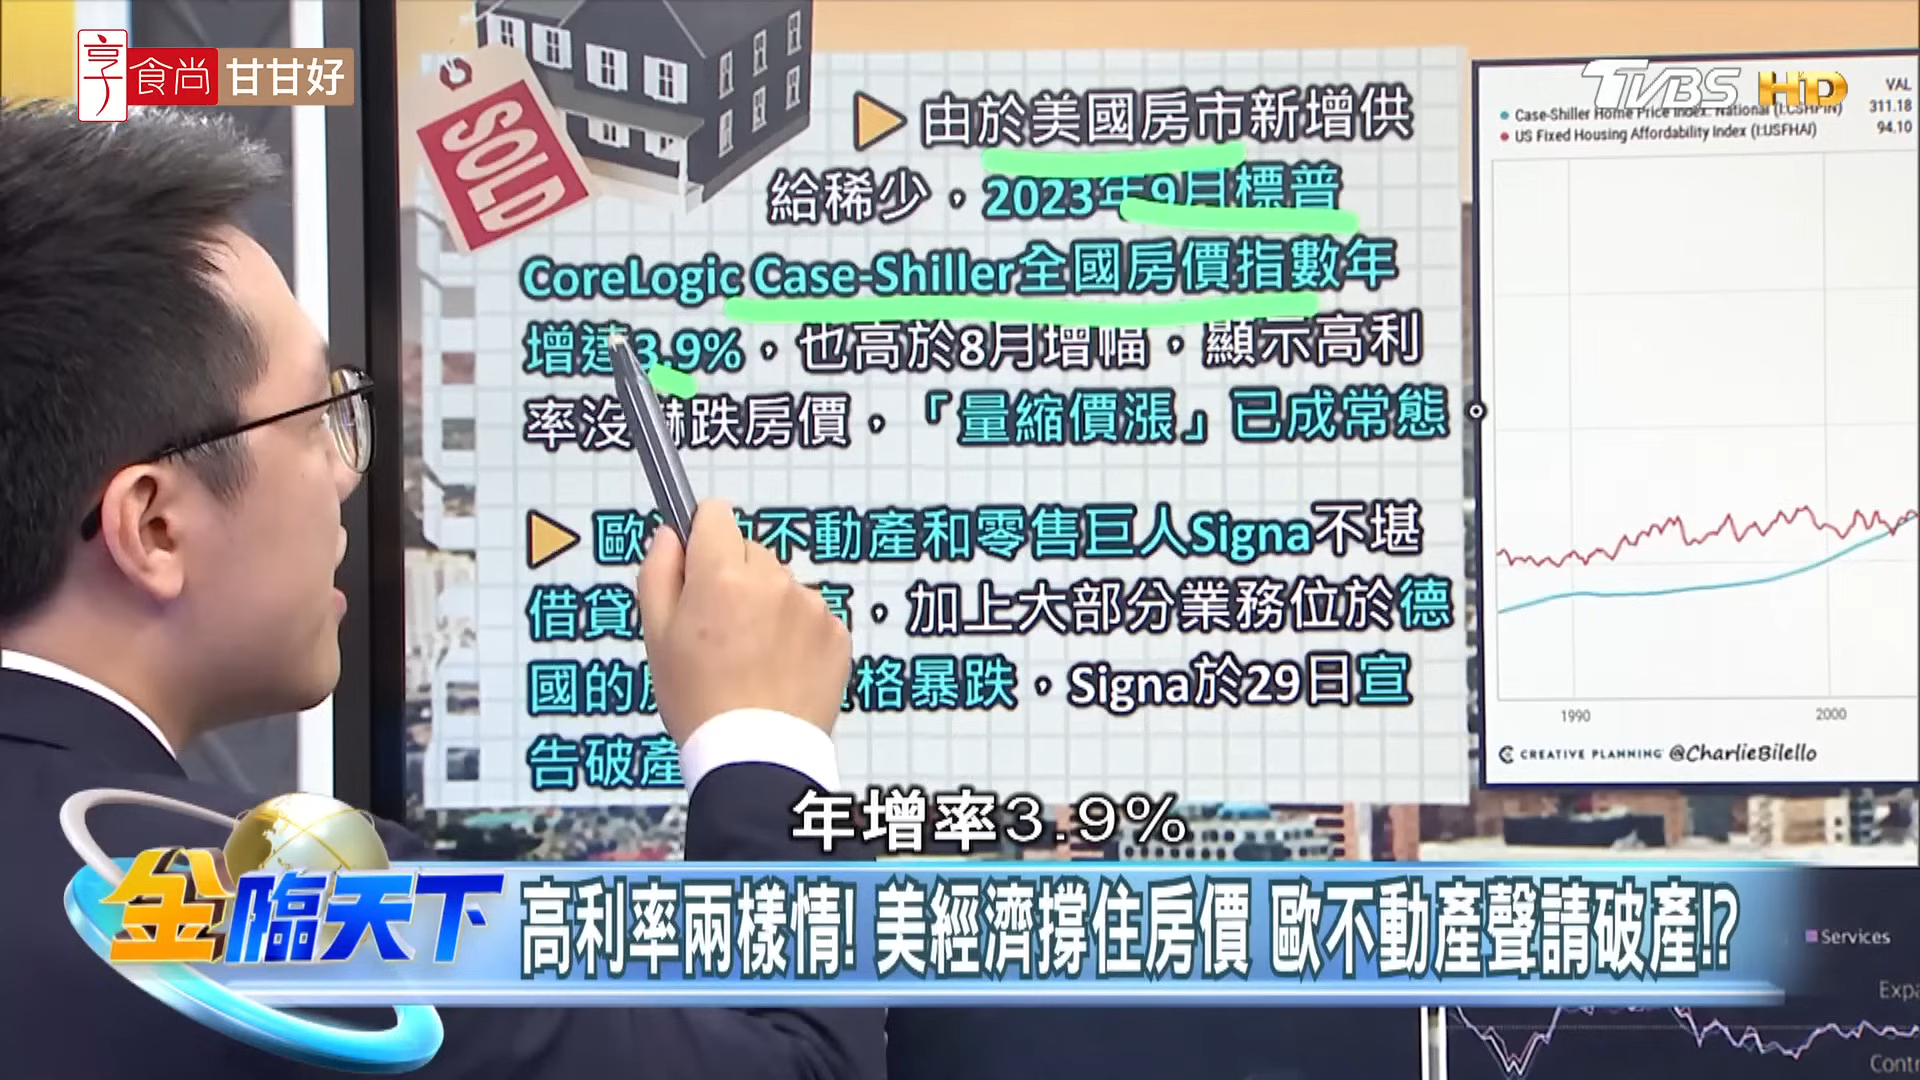 享 食尚 甘甘好
TVBS HD
SOLD
由於美國房市新增供
給稀少，2023年9月標普
CoreLogic Case-Shiller全國房價指數年
增達3.9%，也高於8月增幅，顯示高利
率沒嚇跌房價，「量縮價漲」已成常態。
歐 不動產和零售巨人Signa不堪
借貸 高，加上大部分業務位於德
國的房 價格暴跌，Signa於29日宣
告破產
VAL
Case-Shiller Home Price Index: National (I:CSHPIN) 311.18
US Fixed Housing Affordability Index (I:USFHAI) 94.10
1990 2000
CREATIVE PLANNING @CharlieBilello
年增率3.9%
金臨天下
高利率兩樣情! 美經濟撐住房價 歐不動產聲請破產!?
Services